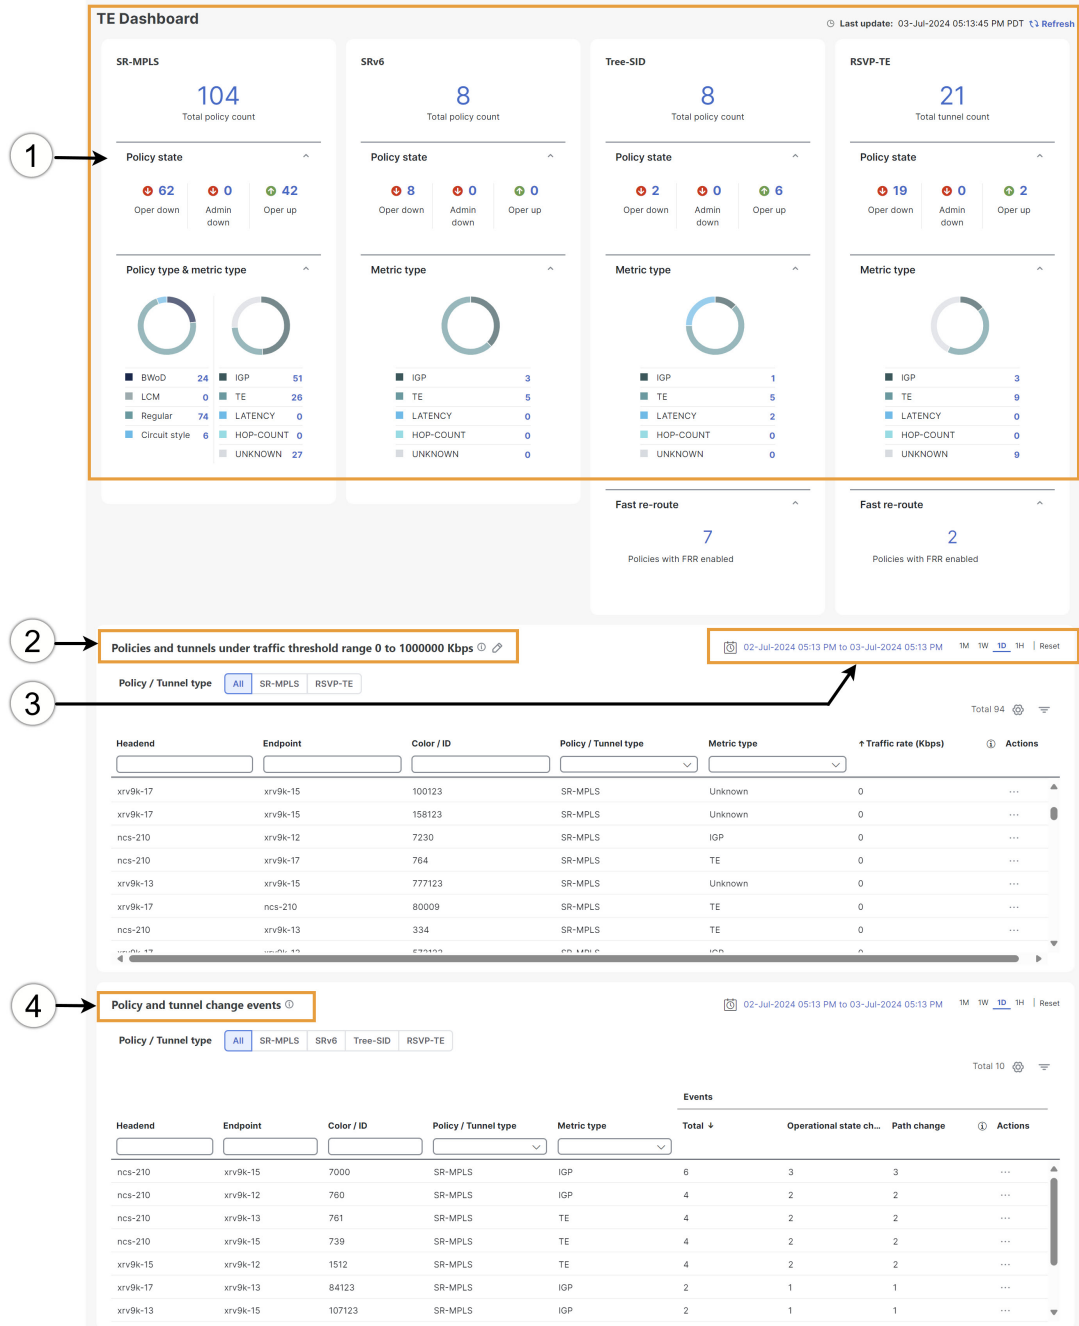 TE Dashboard
Last update: 03-Jul-2024 05:13:45 PM PDT Refresh
SR-MPLS SRv6 Tree-SID RSVP-TE
104 8 8 21
Total policy count Total policy count Total policy count Total tunnel count
1
Policy state Policy state Policy state Policy state
62 0 42 8 0 0 2 0 6 19 0 2
Oper down Admin down Oper up Oper down Admin down Oper up Oper down Admin down Oper up Oper down Admin down Oper up
Policy type & metric type Metric type Metric type Metric type
BWoD 24 IGP 51 IGP 3 IGP 1 IGP 3
LCM 0 TE 26 TE 5 TE 5 TE 9
Regular 74 LATENCY 0 LATENCY 0 LATENCY 2 LATENCY 0
Circuit style 6 HOP-COUNT 0 HOP-COUNT 0 HOP-COUNT 0 HOP-COUNT 0
UNKNOWN 27 UNKNOWN 0 UNKNOWN 0 UNKNOWN 9
Fast re-route Fast re-route
7 2
Policies with FRR enabled Policies with FRR enabled
2
Policies and tunnels under traffic threshold range 0 to 1000000 Kbps
02-Jul-2024 05:13 PM to 03-Jul-2024 05:13 PM 1M 1W 1D 1H Reset
3
Policy / Tunnel type All SR-MPLS RSVP-TE
Total 94
Headend Endpoint Color / ID Policy / Tunnel type Metric type Traffic rate (Kbps) Actions
xrv9k-17 xrv9k-15 100123 SR-MPLS Unknown 0 ...
xrv9k-17 xrv9k-15 158123 SR-MPLS Unknown 0 ...
ncs-210 xrv9k-12 7230 SR-MPLS IGP 0 ...
ncs-210 xrv9k-17 764 SR-MPLS TE 0 ...
xrv9k-13 xrv9k-15 777123 SR-MPLS Unknown 0 ...
xrv9k-17 ncs-210 80009 SR-MPLS TE 0 ...
ncs-210 xrv9k-13 334 SR-MPLS TE 0 ...
SR-MPLS IGP 0
4
Policy and tunnel change events
02-Jul-2024 05:13 PM to 03-Jul-2024 05:13 PM 1M 1W 1D 1H Reset
Policy / Tunnel type All SR-MPLS SRv6 Tree-SID RSVP-TE
Total 10
Events
Headend Endpoint Color / ID Policy / Tunnel type Metric type Total Operational state ch... Path change Actions
ncs-210 xrv9k-15 7000 SR-MPLS IGP 6 3 3 ...
ncs-210 xrv9k-12 760 SR-MPLS IGP 4 2 2 ...
ncs-210 xrv9k-13 761 SR-MPLS TE 4 2 2 ...
ncs-210 xrv9k-15 739 SR-MPLS TE 4 2 2 ...
xrv9k-15 xrv9k-12 1512 SR-MPLS TE 4 2 2 ...
xrv9k-17 xrv9k-13 84123 SR-MPLS IGP 2 1 1 ...
xrv9k-13 xrv9k-15 107123 SR-MPLS IGP 2 1 1 ...